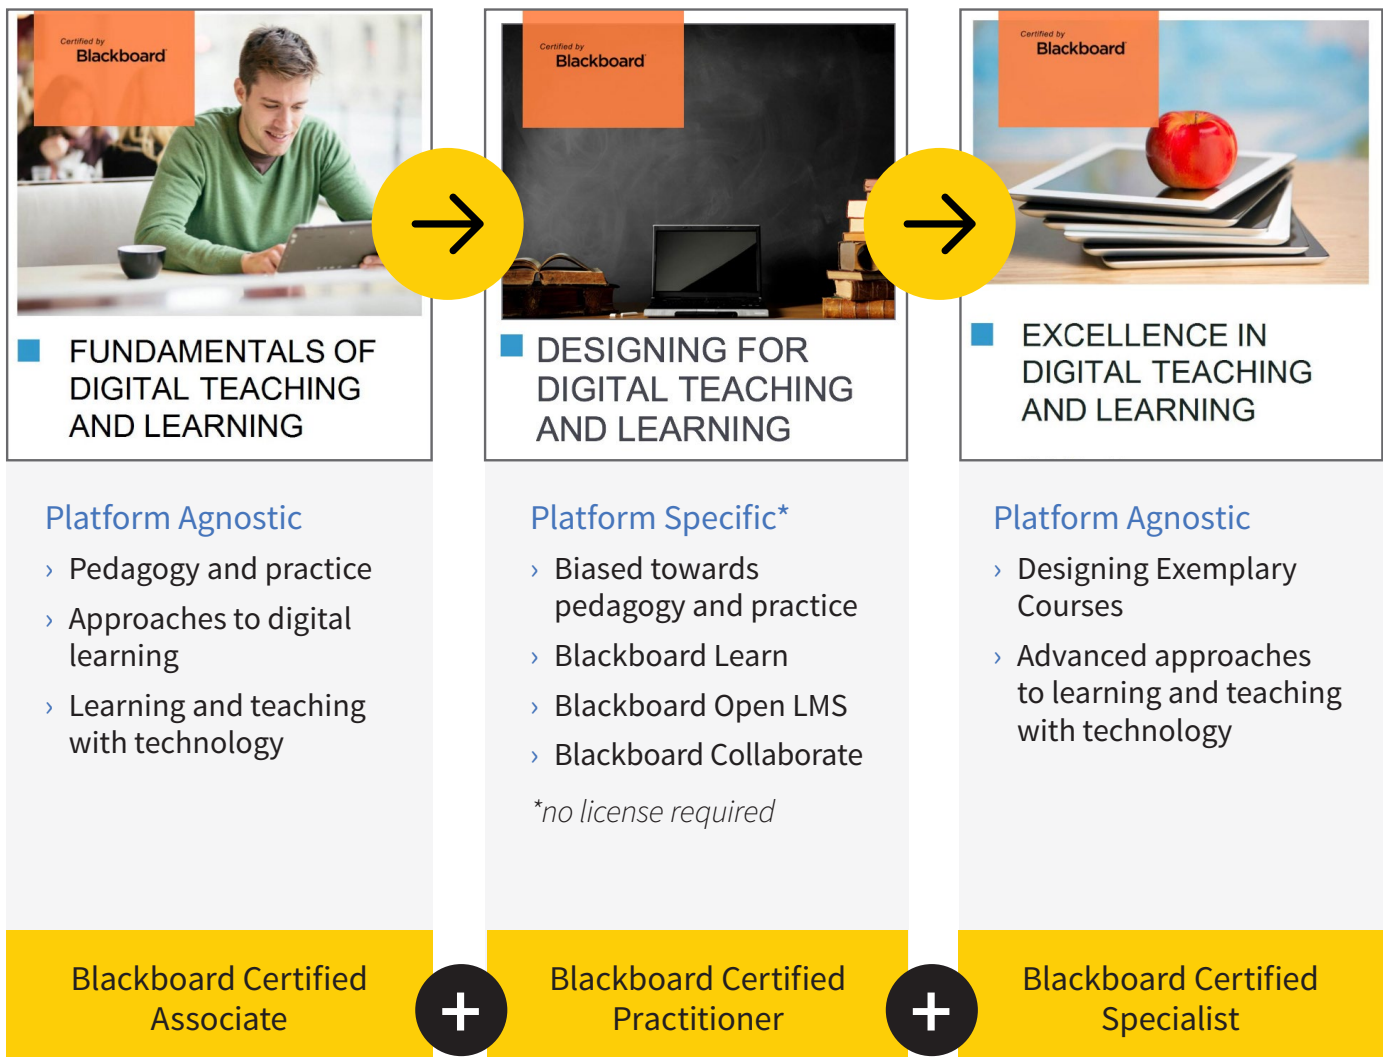 Certified by
Blackboard
FUNDAMENTALS OF
DIGITAL TEACHING
AND LEARNING
Platform Agnostic
› Pedagogy and practice
› Approaches to digital
learning
› Learning and teaching
with technology
Blackboard Certified
Associate
Certified by
Blackboard
DESIGNING FOR
DIGITAL TEACHING
AND LEARNING
Platform Specific*
› Biased towards
pedagogy and practice
› Blackboard Learn
› Blackboard Open LMS
› Blackboard Collaborate
*no license required
Blackboard Certified
Practitioner
Certified by
Blackboard
EXCELLENCE IN
DIGITAL TEACHING
AND LEARNING
Platform Agnostic
› Designing Exemplary
Courses
› Advanced approaches
to learning and teaching
with technology
Blackboard Certified
Specialist